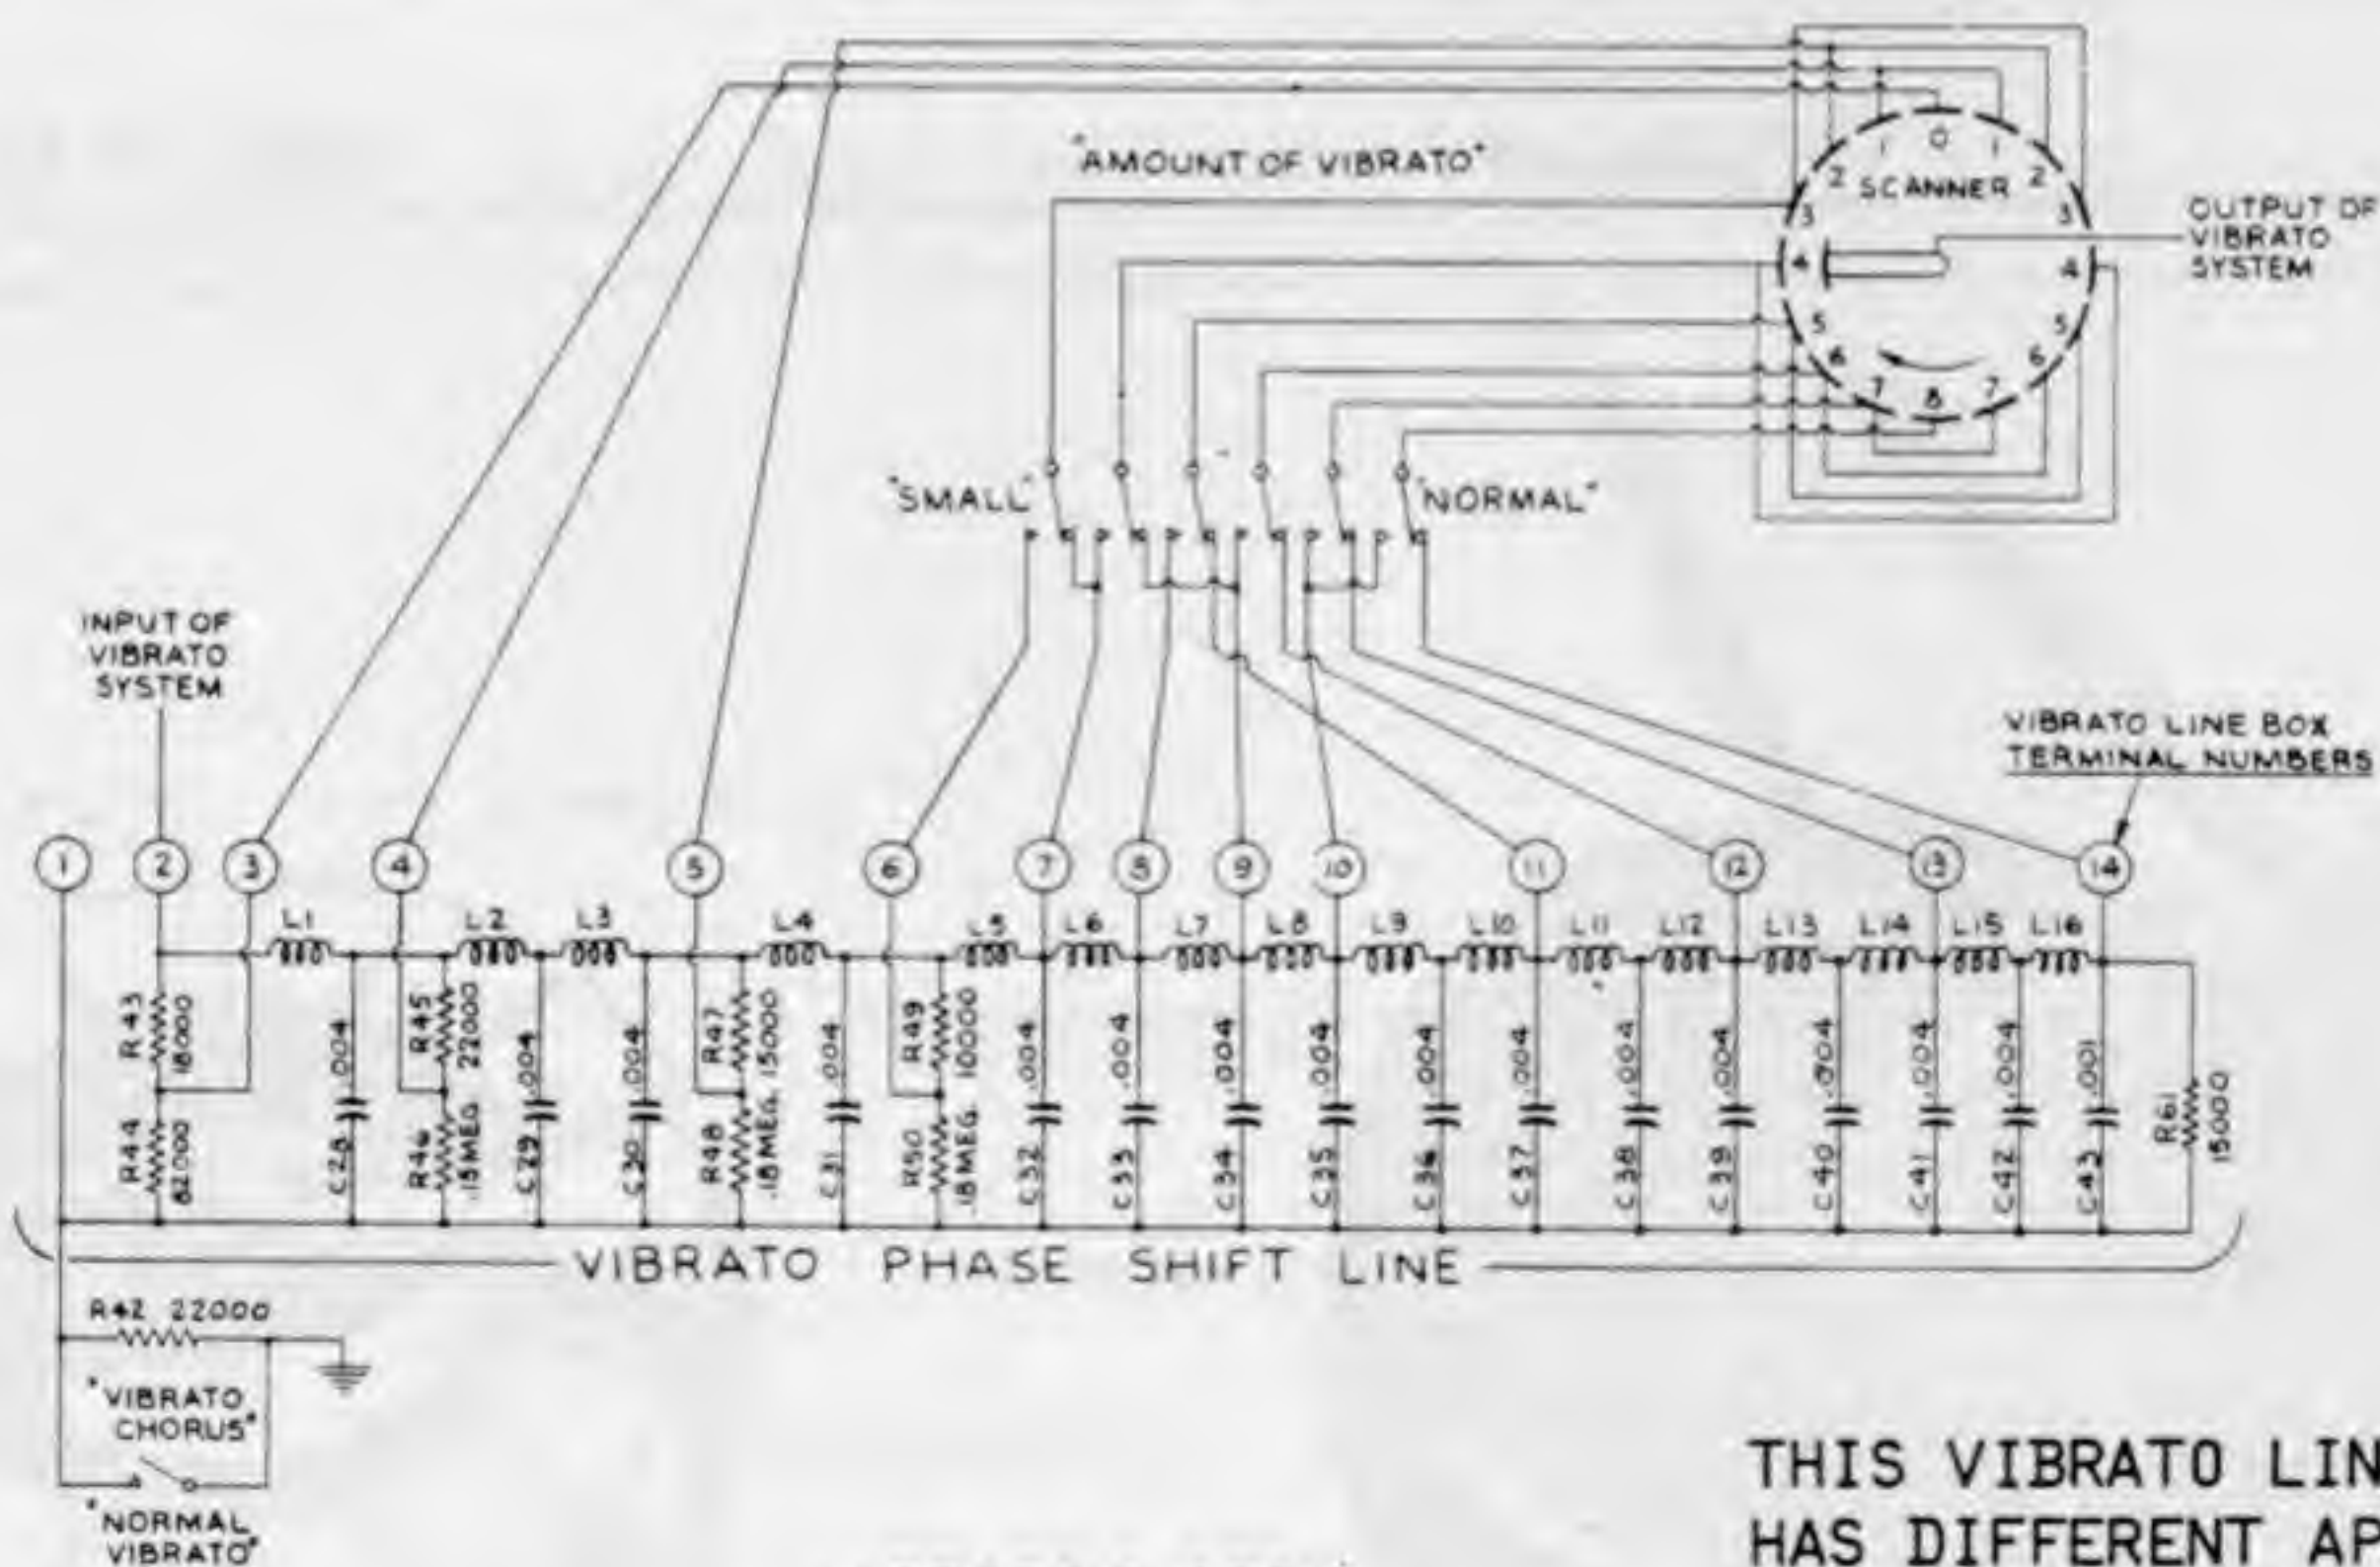 "AMOUNT OF VIBRATO"
0
1 1
2 SCANNER 2
3 3
4 4
5 5
6 6
7 8 7
OUTPUT OF
VIBRATO
SYSTEM
"SMALL"
"NORMAL"
INPUT OF
VIBRATO
SYSTEM
VIBRATO LINE BOX
TERMINAL NUMBERS
1 2 3 4 5 6 7 8 9 10 11 12 13 14
L1 L2 L3 L4 L5 L6 L7 L8 L9 L10 L11 L12 L13 L14 L15 L16
R43
18000
R44
82000
C28
.004
R45
22000
R46
.15MEG.
C29
.004
C30
.004
R47
15000
R48
.18MEG.
C31
.004
R49
10000
R50
.18MEG.
C32
.004
C33
.004
C34
.004
C35
.004
C36
.004
C37
.004
C38
.004
C39
.004
C40
.004
C41
.004
C42
.004
C43
.001
R61
15000
VIBRATO PHASE SHIFT LINE
R42 22000
"VIBRATO
CHORUS"
"NORMAL
VIBRATO"
THIS VIBRATO LIN
HAS DIFFERENT AP